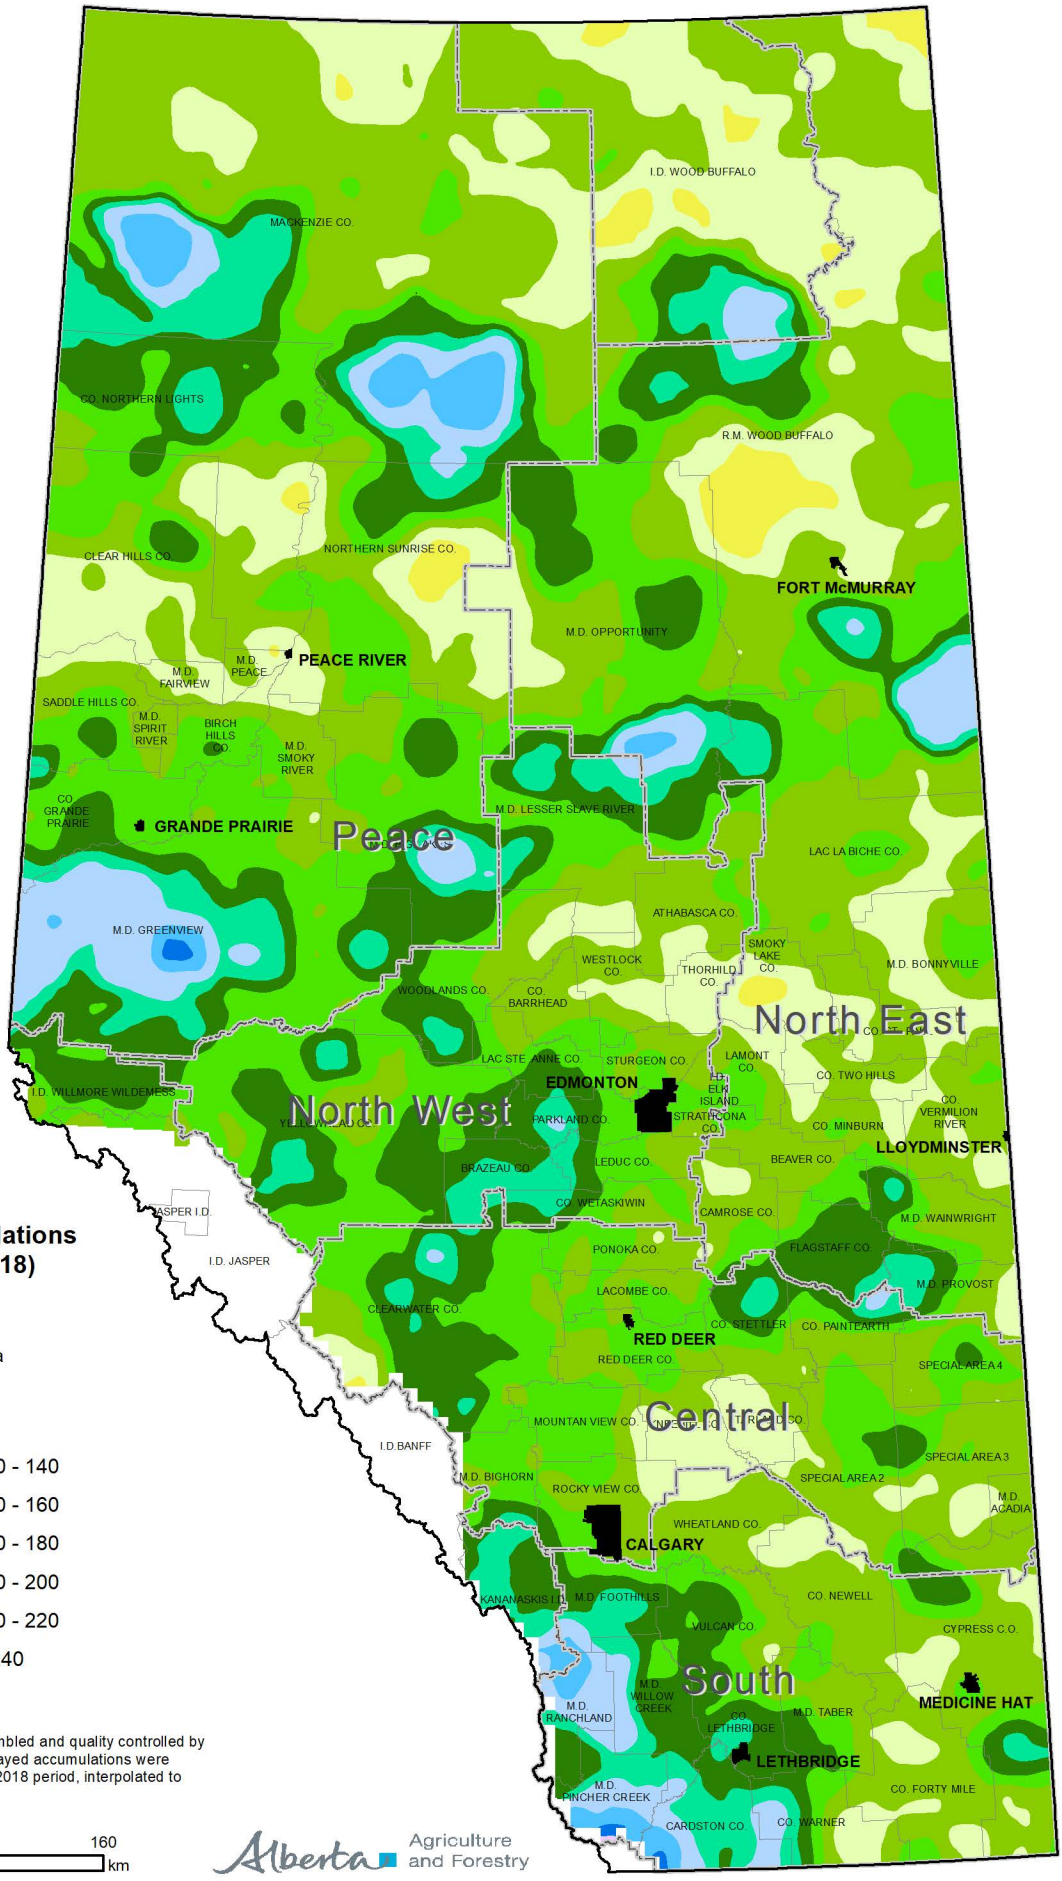 I.D. WOOD BUFFALO
MACKENZIE CO.
CO. NORTHERN LIGHTS
R.M. WOOD BUFFALO
CLEAR HILLS CO.
NORTHERN SUNRISE CO.
FORT McMURRAY
M.D. OPPORTUNITY
PEACE RIVER
M.D.
PEACE
M.D.
FAIRVIEW
SADDLE HILLS CO.
M.D.
SPIRIT
RIVER
BIRCH
HILLS
CO.
M.D.
SMOKY
RIVER
CO.
GRANDE
PRAIRIE
GRANDE PRAIRIE
Peace
M.D. LESSER SLAVE RIVER
LAC LA BICHE CO.
M.D. GREENVIEW
ATHABASCA CO.
WESTLOCK
CO.
THORHILD
CO.
SMOKY
LAKE
CO.
M.D. BONNYVILLE
WOODLANDS CO.
CO.
BARRHEAD
North East
LAC STE ANNE CO.
STURGEON CO.
LAMONT
CO.
CO. TWO HILLS
EDMONTON
I.D.
ELK
ISLAND
I.D. WILLMORE WILDERNESS
North West
PARKLAND CO.
STRATHCONA
CO.
CO. MINBURN
CO.
VERMILION
RIVER
LLOYDMINSTER
BRAZEAU CO.
LEDUC CO.
BEAVER CO.
CO. WETASKIWIN
CAMROSE CO.
M.D. WAINWRIGHT
JASPER I.D.
lations
18)
I.D. JASPER
PONOKA CO.
FLAGSTAFF CO.
M.D. PROVOST
CLEARWATER CO.
LACOMBE CO.
CO. STETTLER
CO. PAINTEARTH
RED DEER
RED DEER CO.
SPECIAL AREA 4
a
MOUNTAN VIEW CO.
Central
I.D.BANFF
SPECIAL AREA 3
0 - 140
M.D. BIGHORN
SPECIAL AREA 2
0 - 160
ROCKY VIEW CO.
M.D.
ACADIA
0 - 180
WHEATLAND CO.
CALGARY
0 - 200
KANANASKIS I.D.
M.D. FOOTHILLS
CO. NEWELL
0 - 220
VULCAN CO.
CYPRESS C.O.
40
South
M.D.
WILLOW
CREEK
M.D.
RANCHLAND
CO.
LETHBRIDGE
M.D. TABER
MEDICINE HAT
mbled and quality controlled by
ayed accumulations were
2018 period, interpolated to
LETHBRIDGE
M.D.
PINCHER CREEK
CO. FORTY MILE
CARDSTON CO.
CO. WARNER
160
km
Alberta
Agriculture
and Forestry